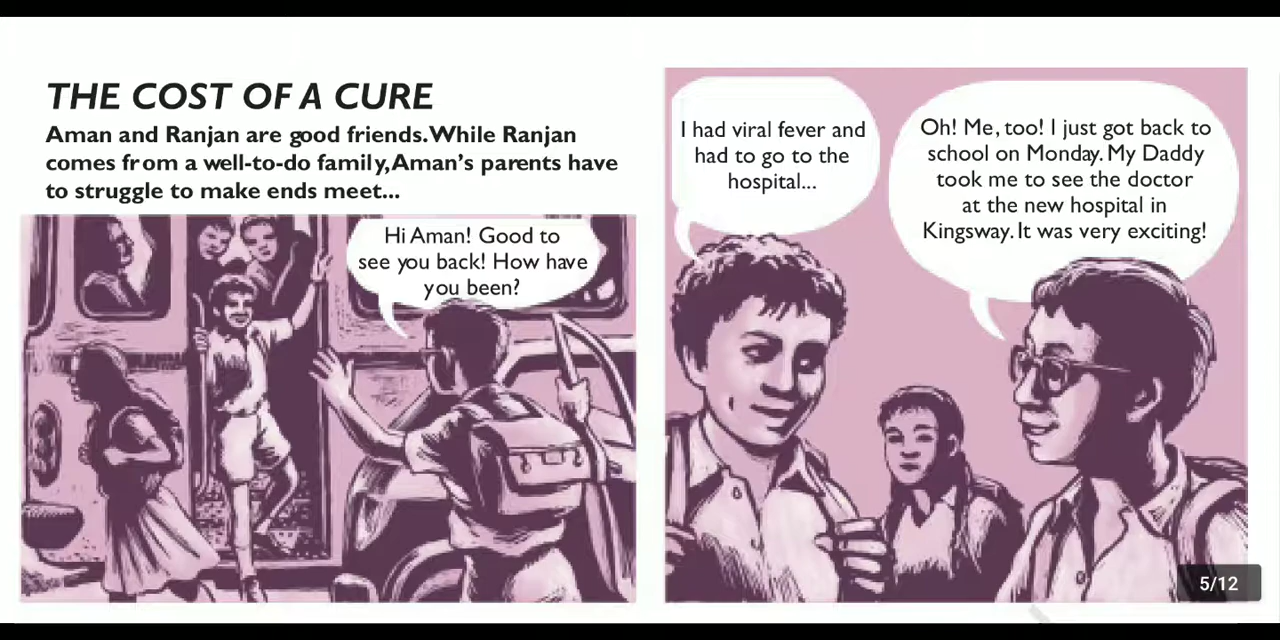 THE COST OF A CURE
Aman and Ranjan are good friends. While Ranjan
comes from a well-to-do family, Aman's parents have
to struggle to make ends meet...
Hi Aman! Good to
see you back! How have
you been?
I had viral fever and
had to go to the
hospital...
Oh! Me, too! I just got back to
school on Monday. My Daddy
took me to see the doctor
at the new hospital in
Kingsway. It was very exciting!
5/12